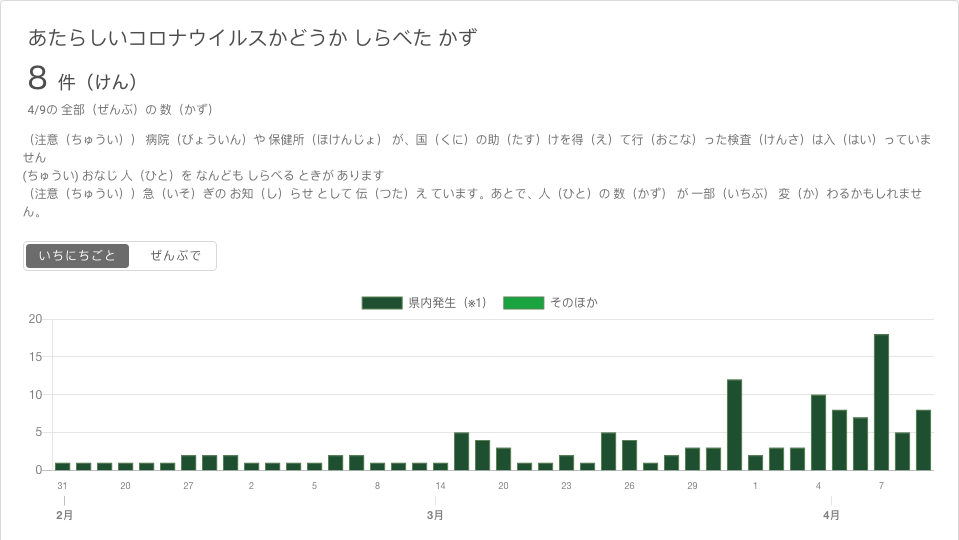 あたらしいコロナウイルスかどうか しらべた かず
8 件（けん）
4/9の 全部（ぜんぶ）の 数（かず）
（注意（ちゅうい）） 病院（びょういん）や 保健所（ほけんじょ） が、国（くに）の助（たす）けを得（え）て行（おこな）った検査（けんさ）は入（はい）っていま
せん
(ちゅうい) おなじ 人（ひと）を なんども しらべる ときが あります
（注意（ちゅうい））急（いそ）ぎの お知（し）らせ として 伝（つた）え ています。あとで、人（ひと）の 数（かず） が 一部（いちぶ） 変（か）わるかもしれませ
ん。
いちにちごと ぜんぶで
県内発生（※1） そのほか
20
15
10
5
0
31 20 27 2 5 8 14 20 23 26 29 1 4 7
2月 3月 4月